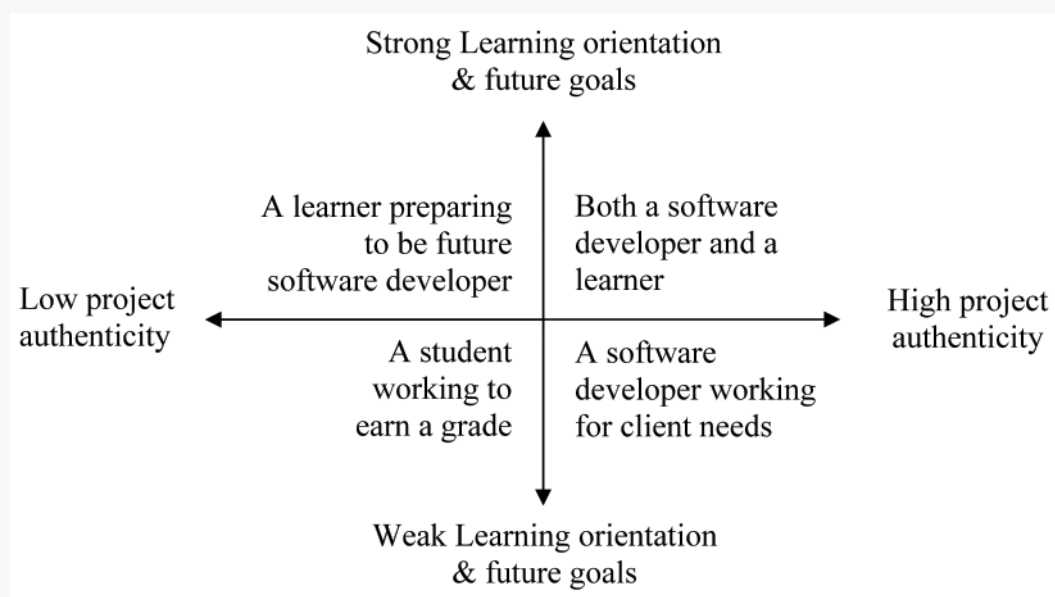 Strong Learning orientation
& future goals
A learner preparing
to be future
software developer
Both a software
developer and a
learner
Low project
authenticity
High project
authenticity
A student
working to
earn a grade
A software
developer working
for client needs
Weak Learning orientation
& future goals